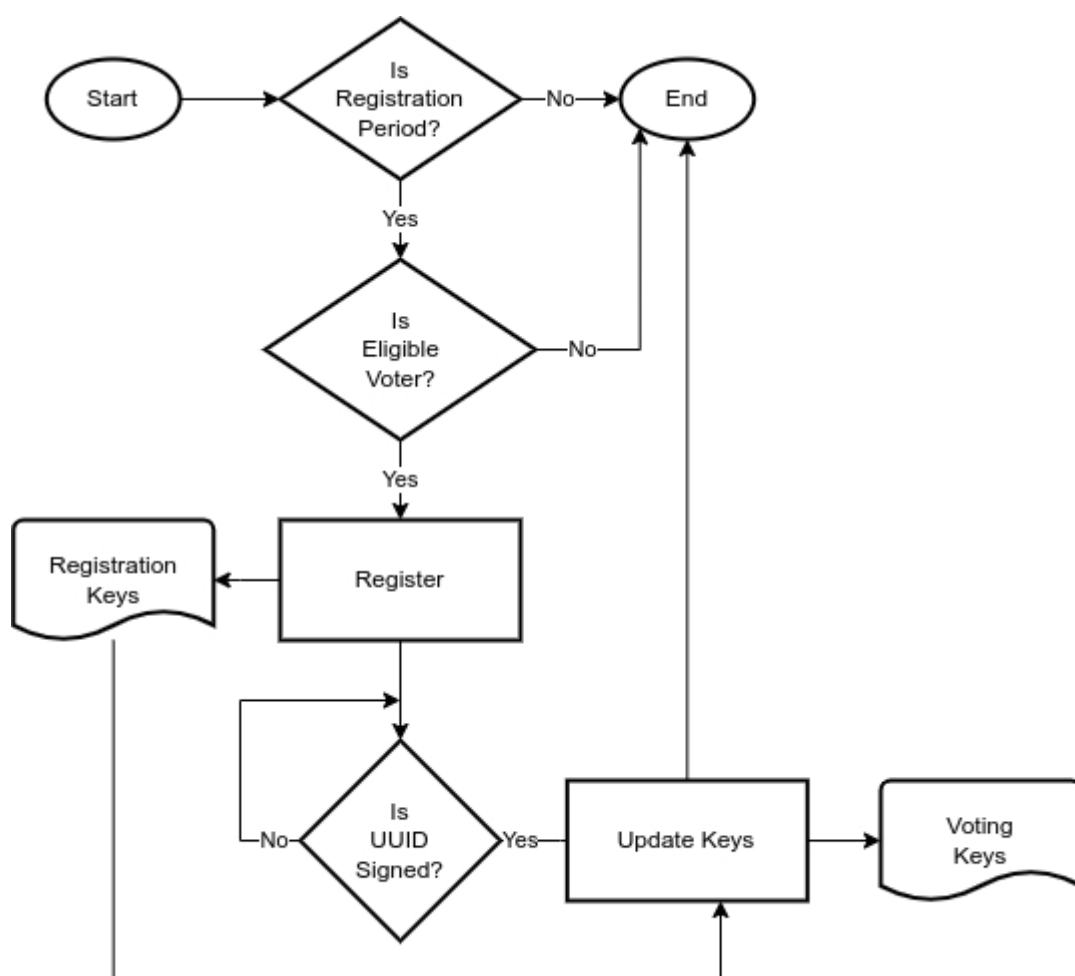 Start
Is
Registration
Period?
No
End
Yes
Is
Eligible
Voter?
No
Yes
Registration
Keys
Register
Is
UUID
Signed?
No
Yes
Update Keys
Voting
Keys